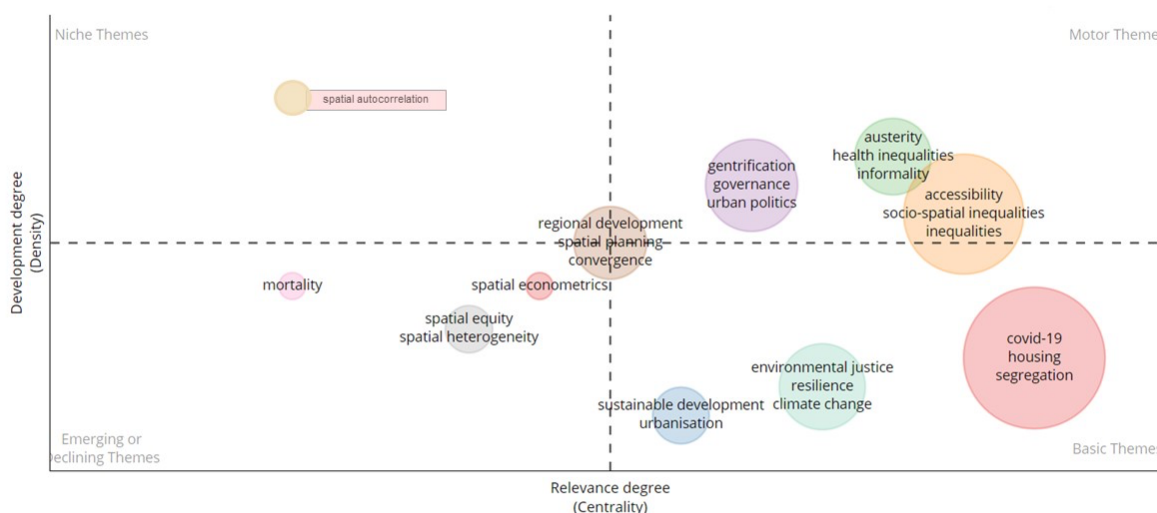 Niche Themes
Motor Theme
spatial autocorrelation
austerity
health inequalities
informality
gentrification
governance
urban politics
accessibility
socio-spatial inequalities
inequalities
regional development
spatial planning
convergence
Development degree
(Density)
mortality
spatial econometrics
spatial equity
spatial heterogeneity
covid-19
housing
segregation
environmental justice
resilience
climate change
sustainable development
urbanisation
Emerging or
Declining Themes
Basic Themes
Relevance degree
(Centrality)